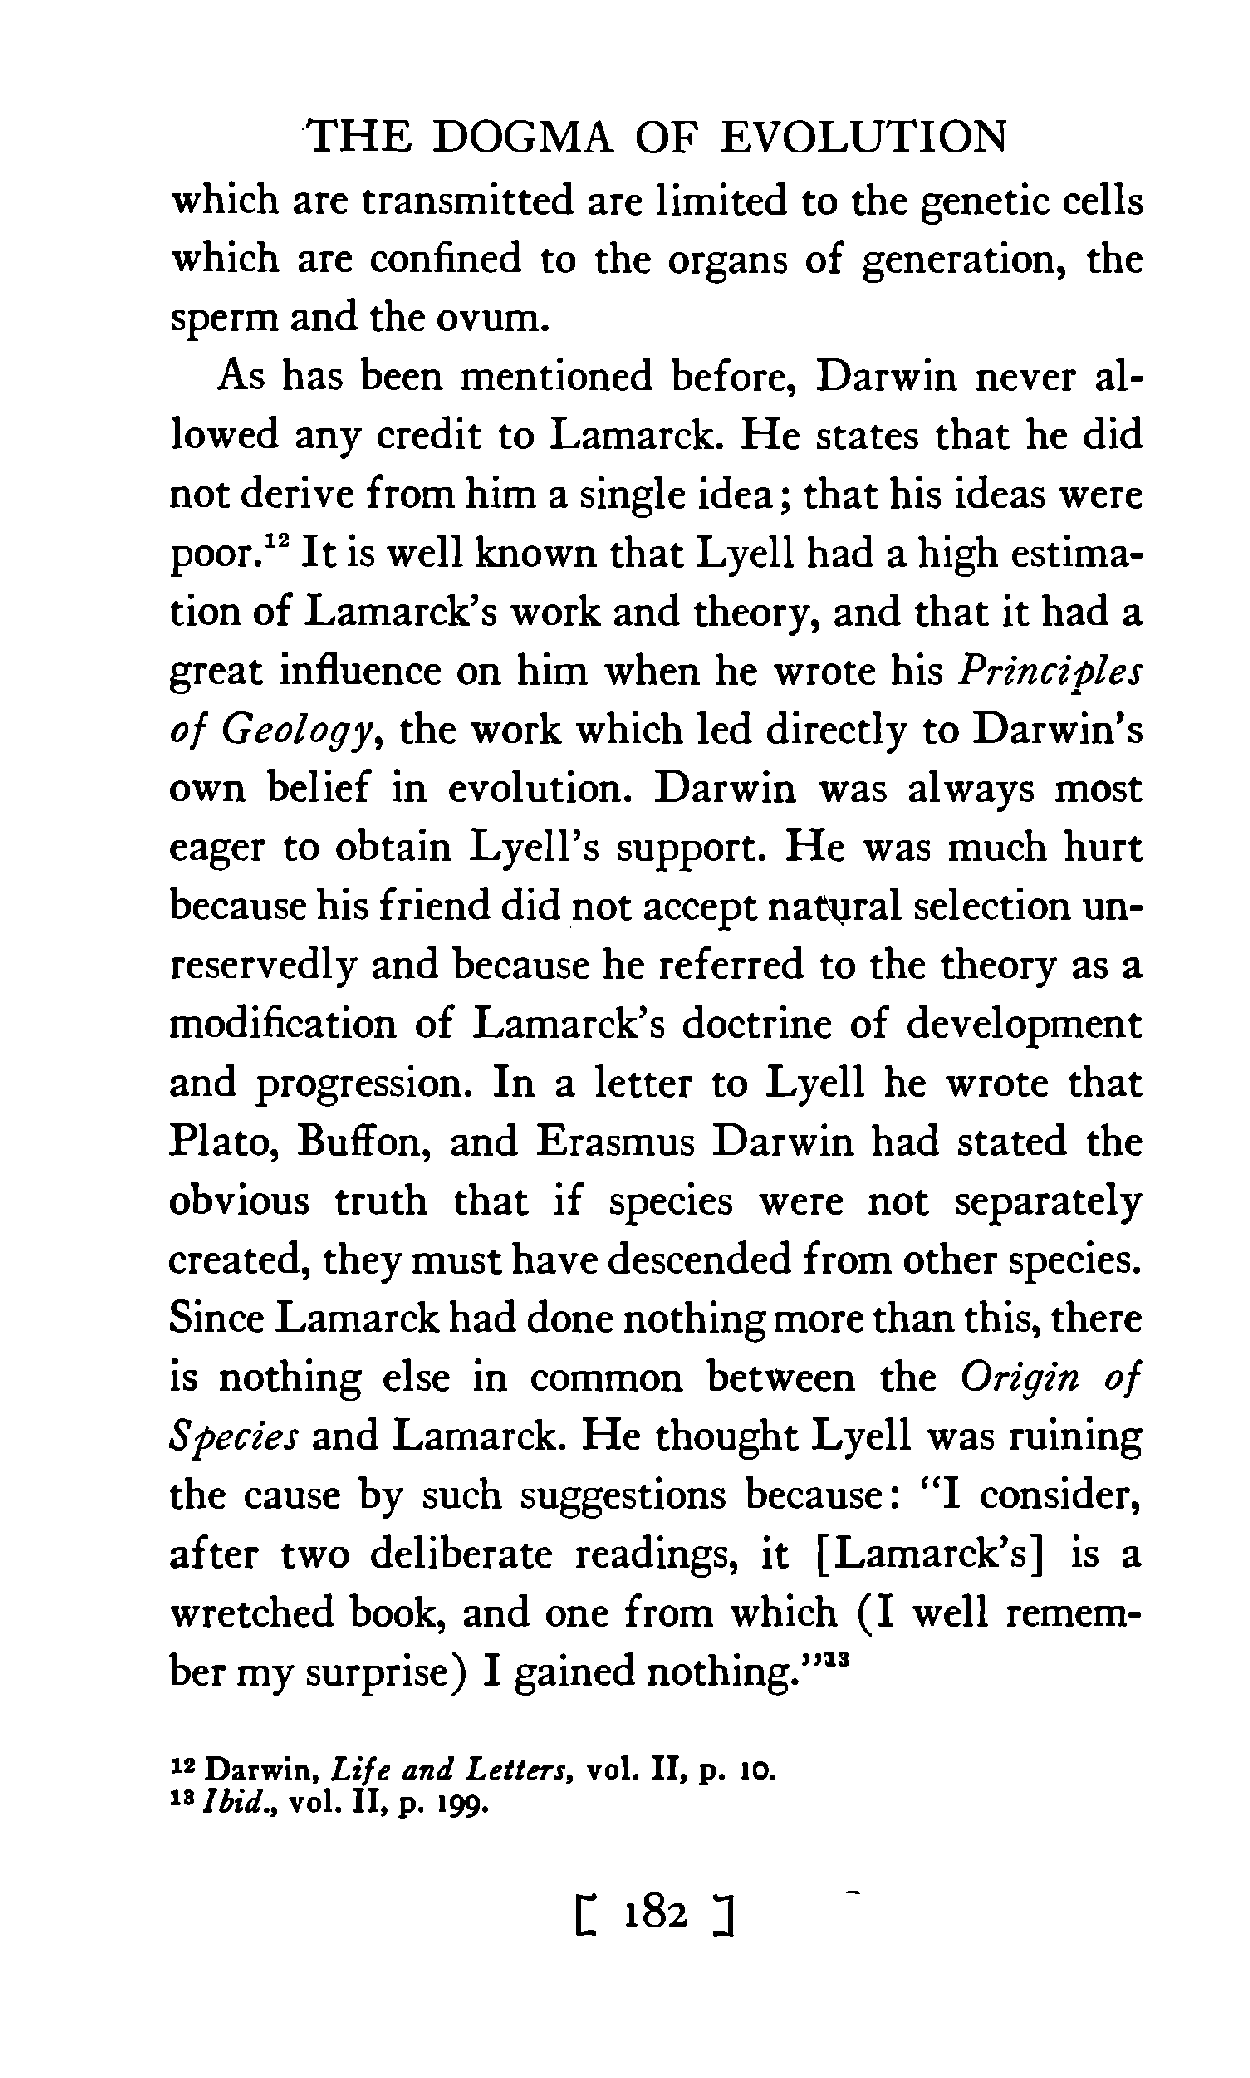 THE DOGMA OF EVOLUTION
which are transmitted are limited to the genetic cells
which are confined to the organs of generation, the
sperm and the ovum.
As has been mentioned before, Darwin never al-
lowed any credit to Lamarck. He states that he did
not derive from him a single idea; that his ideas were
poor.¹² It is well known that Lyell had a high estima-
tion of Lamarck's work and theory, and that it had a
great influence on him when he wrote his Principles
of Geology, the work which led directly to Darwin's
own belief in evolution. Darwin was always most
eager to obtain Lyell's support. He was much hurt
because his friend did not accept natural selection un-
reservedly and because he referred to the theory as a
modification of Lamarck's doctrine of development
and progression. In a letter to Lyell he wrote that
Plato, Buffon, and Erasmus Darwin had stated the
obvious truth that if species were not separately
created, they must have descended from other species.
Since Lamarck had done nothing more than this, there
is nothing else in common between the Origin of
Species and Lamarck. He thought Lyell was ruining
the cause by such suggestions because: "I consider,
after two deliberate readings, it [Lamarck's] is a
wretched book, and one from which (I well remem-
ber my surprise) I gained nothing."¹³
¹² Darwin, Life and Letters, vol. II, p. 10.
¹³ Ibid., vol. II, p. 199.
[ 182 ]